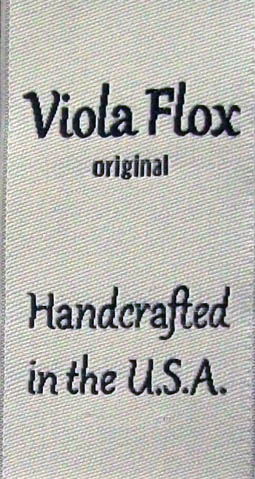 Viola Flox
original
Handcrafted
in the U.S.A.